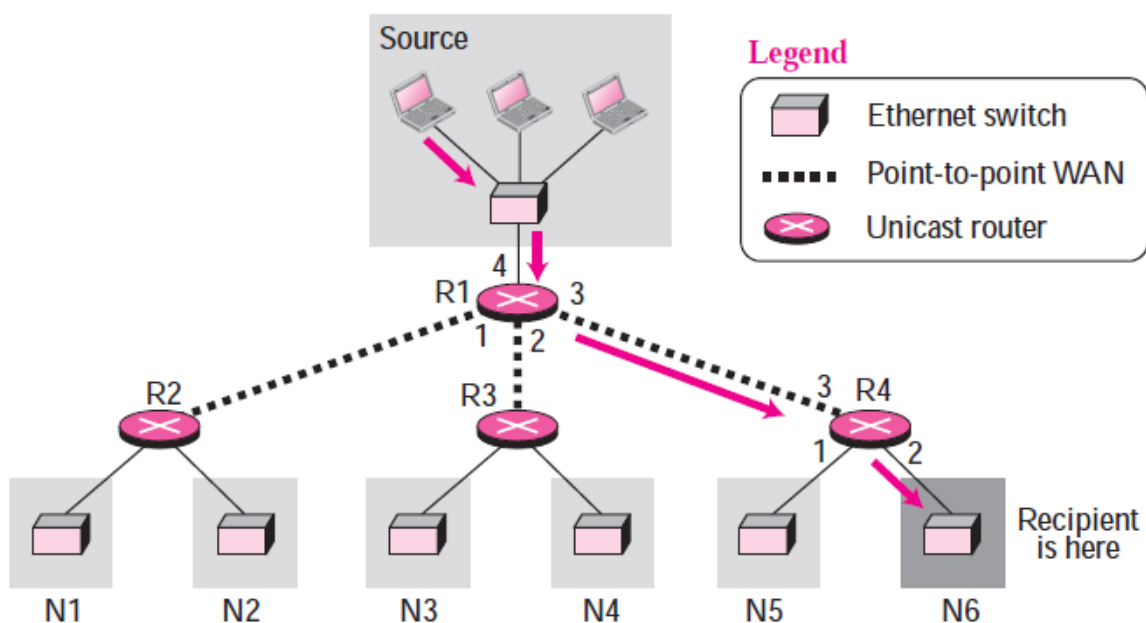 Source
Legend
Ethernet switch
Point-to-point WAN
Unicast router
4
R1
3
1
2
R2
R3
3
R4
1
2
Recipient
is here
N1
N2
N3
N4
N5
N6